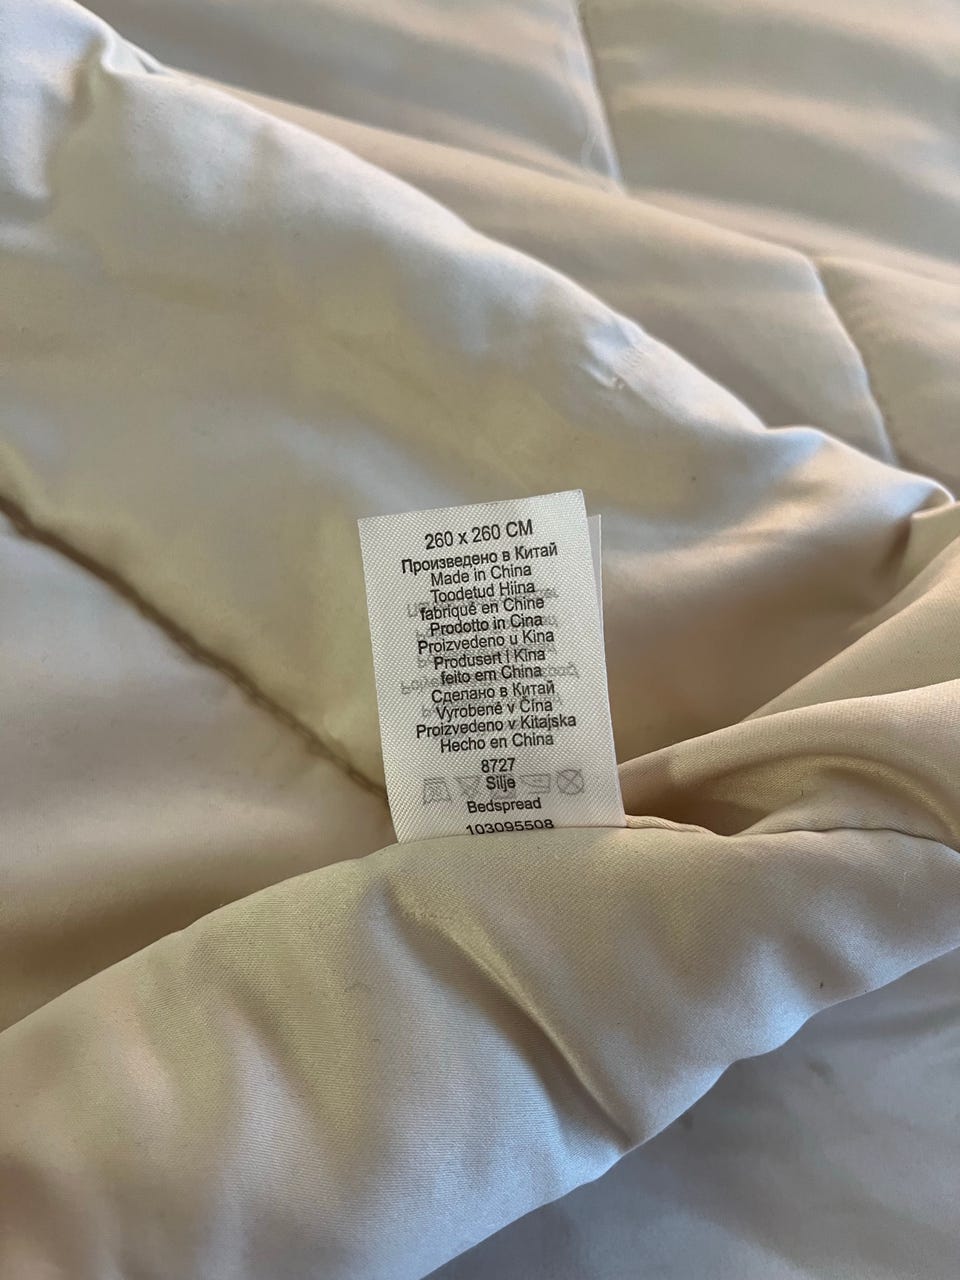 260 x 260 CM
Произведено в Китай
Made in China
Toodetud Hiina
fabriqué en Chine
Prodotto in Cina
Proizvedeno u Kina
Produsert I Kina
feito em China
Сделано в Китай
Vyrobené v Čína
Proizvedeno v Kitajska
Hecho en China
8727
Silje
Bedspread
103095508